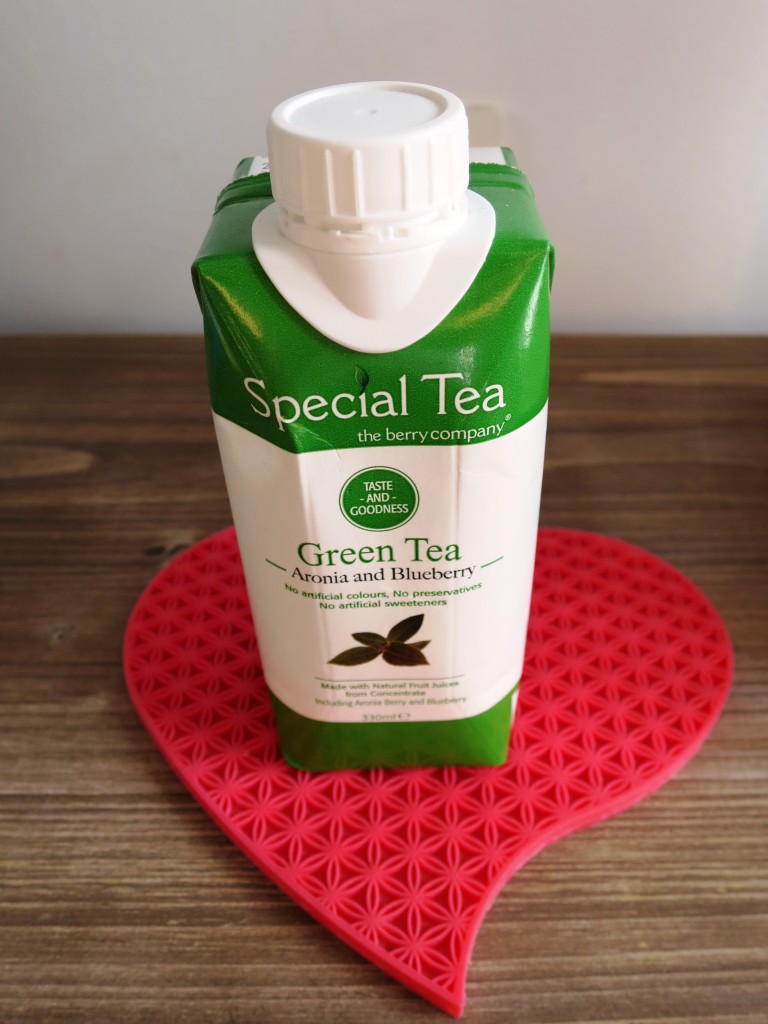 Special Tea
the berry company®
TASTE
- AND -
GOODNESS
Green Tea
Aronia and Blueberry
No artificial colours, No preservatives
No artificial sweeteners
Made with Natural Fruit Juices
from Concentrate
Including Aronia Berry and Blueberry
330ml ℮